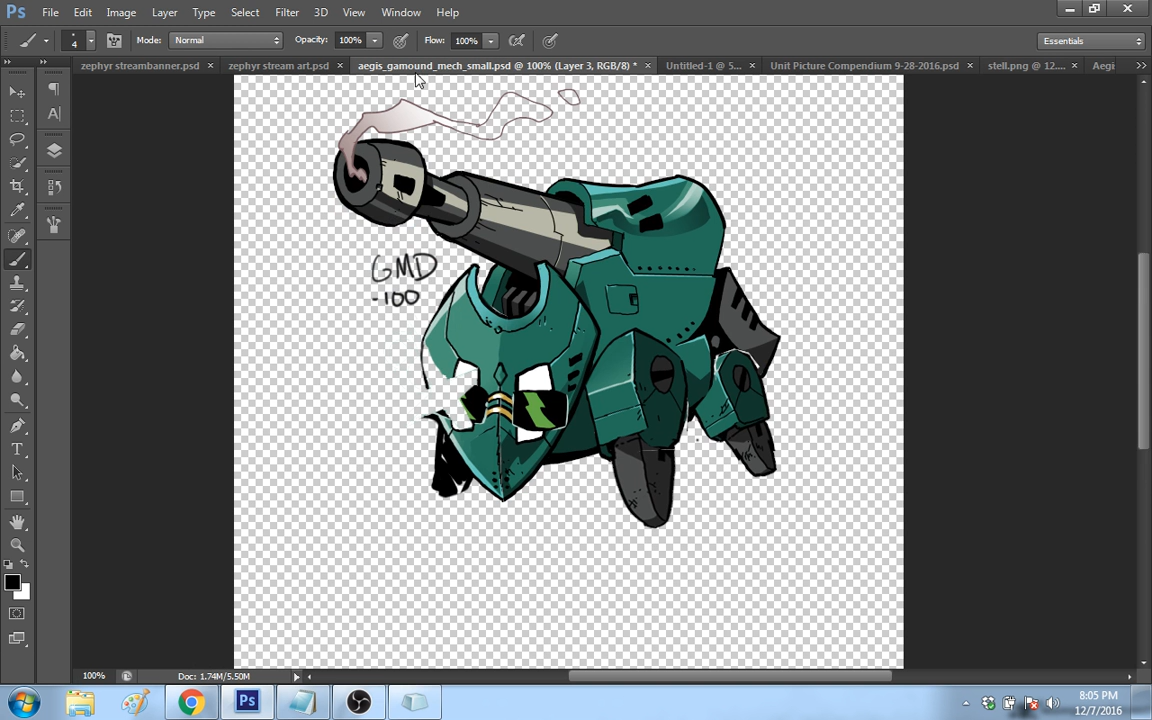 Ps File Edit Image Layer Type Select Filter 3D View Window Help
4 Mode: Normal Opacity: 100% Flow: 100% Essentials
zephyr streambanner.psd × zephyr stream art.psd × aegis_gamound_mech_small.psd @ 100% (Layer 3, RGB/8) * × Untitled-1 @ 5... × Unit Picture Compendium 9-28-2016.psd × stell.png @ 12.... × Aegi
GMD
-100
100% Doc: 1.74M/5.50M
Ps 8:05 PM
12/7/2016